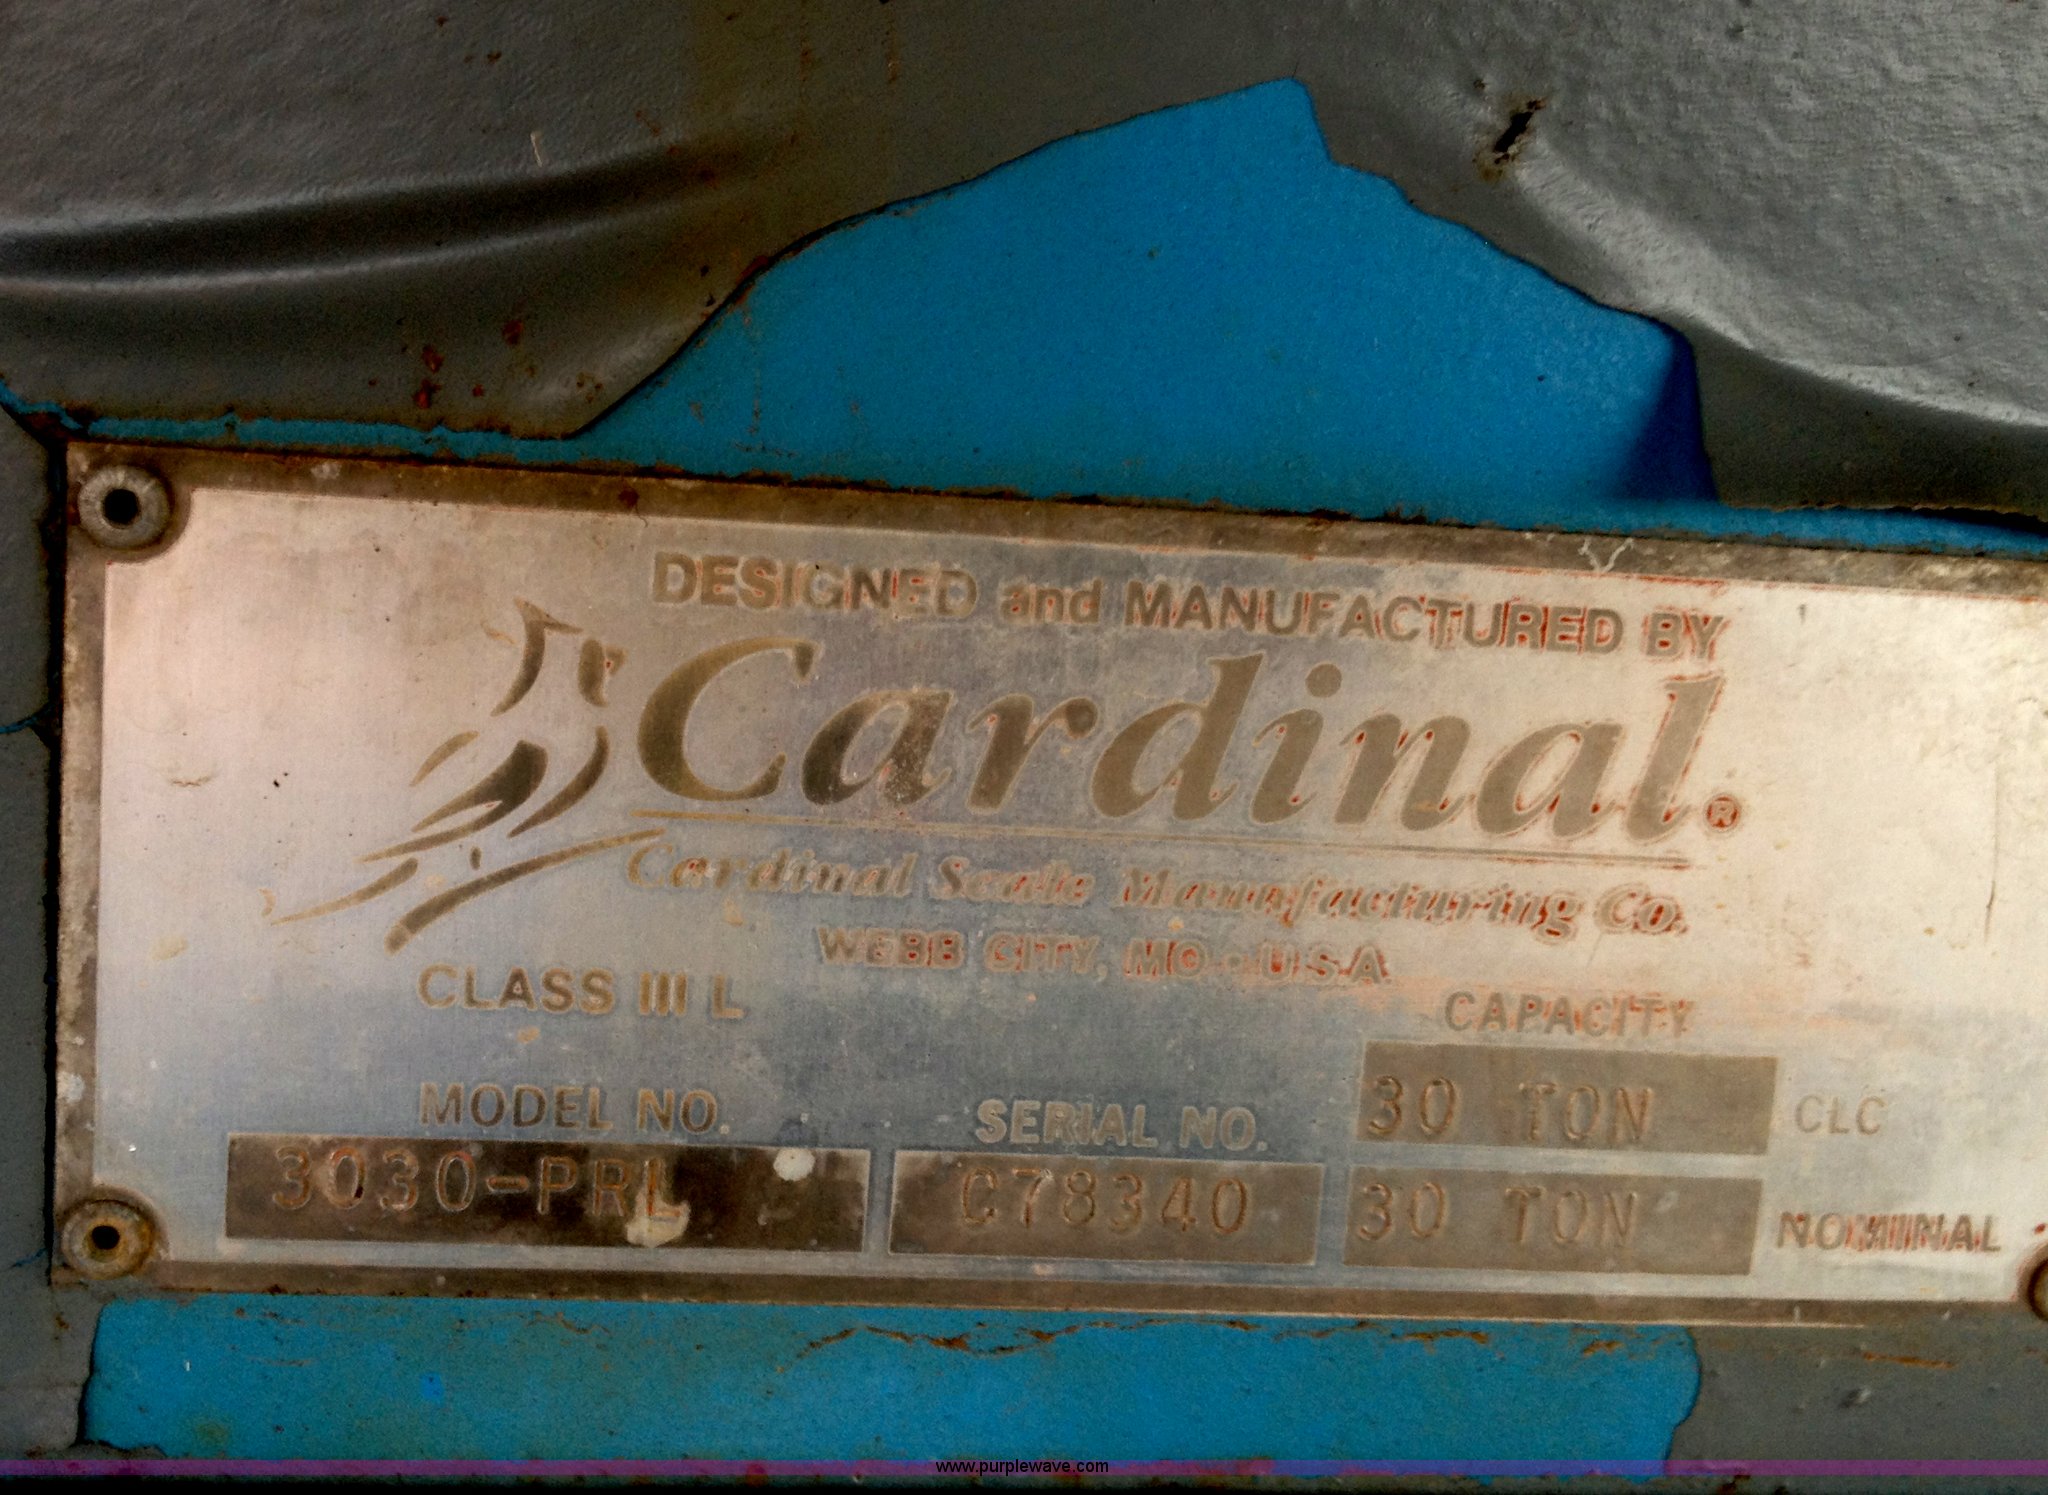 DESIGNED and MANUFACTURED BY
Cardinal®
Cardinal Scale Manufacturing Co.
WEBB CITY, MO. U.S.A.
CLASS III L
CAPACITY
30 TON CLC
MODEL NO. SERIAL NO.
3030-PRL C78340 30 TON NOMINAL
www.purplewave.com